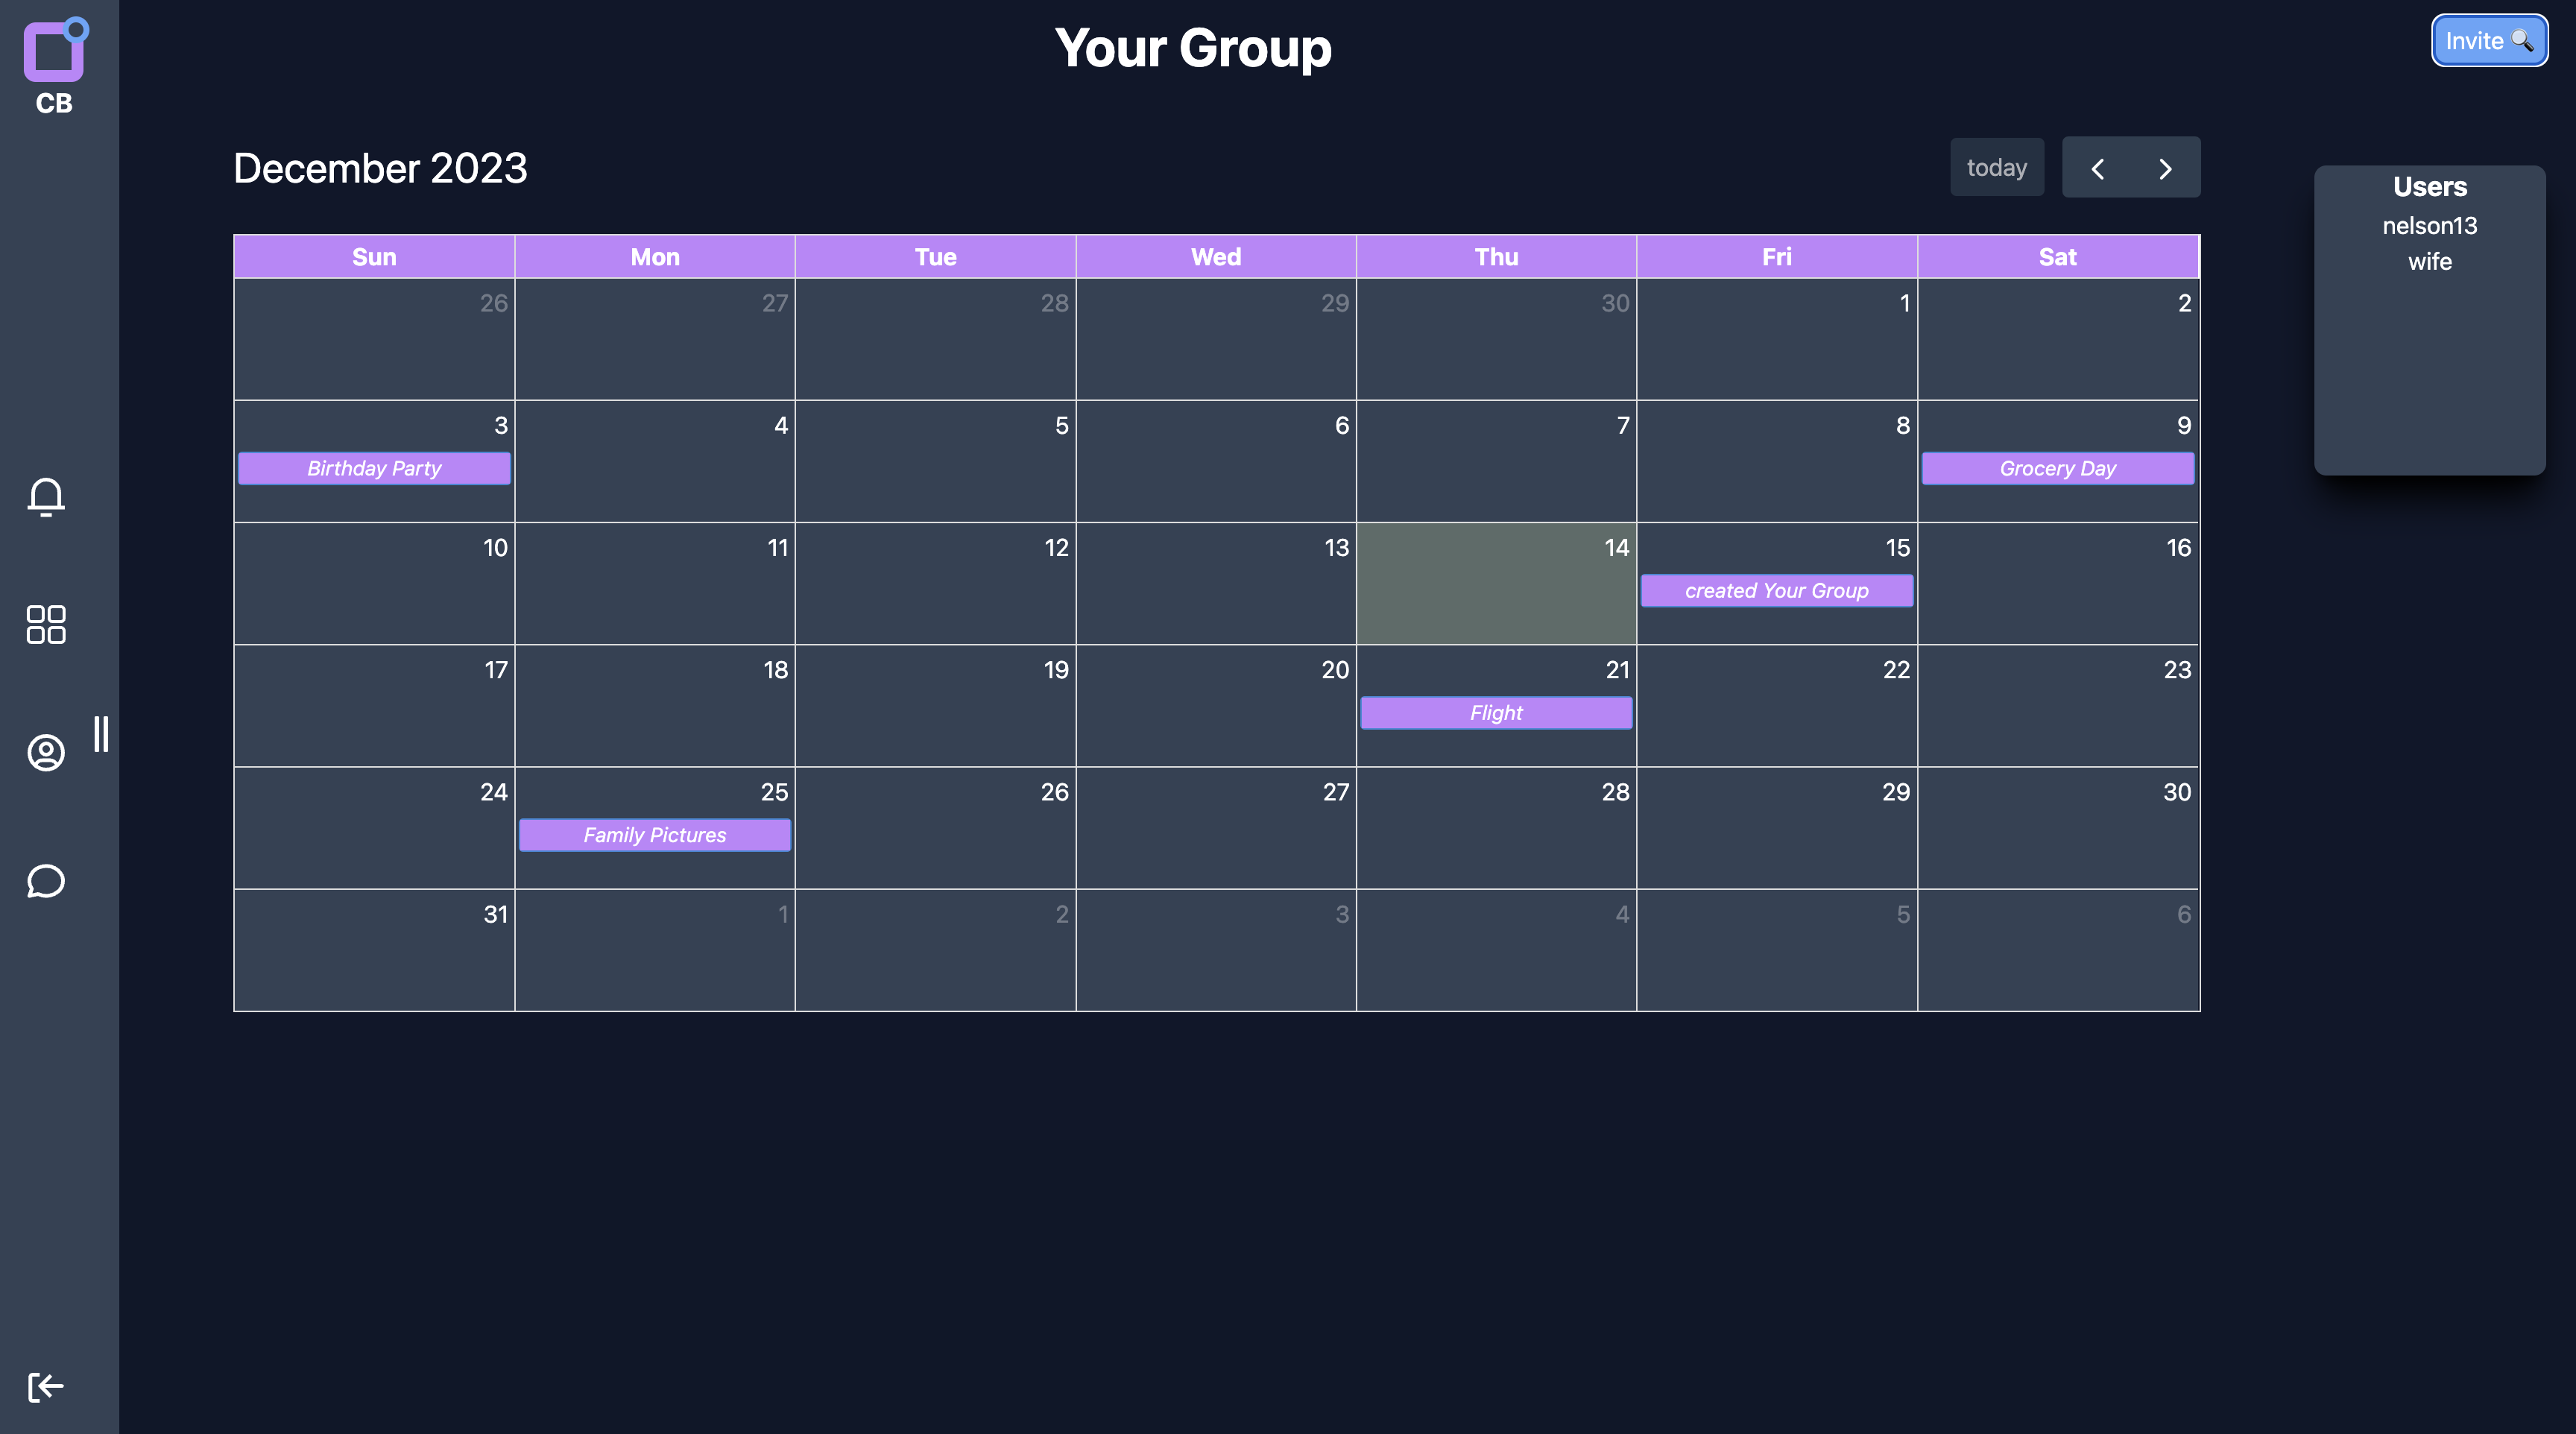 CB
Your Group
Invite
December 2023
today
Users
nelson13
wife
Sun Mon Tue Wed Thu Fri Sat
26 27 28 29 30 1 2
3 4 5 6 7 8 9
Birthday Party Grocery Day
10 11 12 13 14 15 16
created Your Group
17 18 19 20 21 22 23
Flight
24 25 26 27 28 29 30
Family Pictures
31 1 2 3 4 5 6